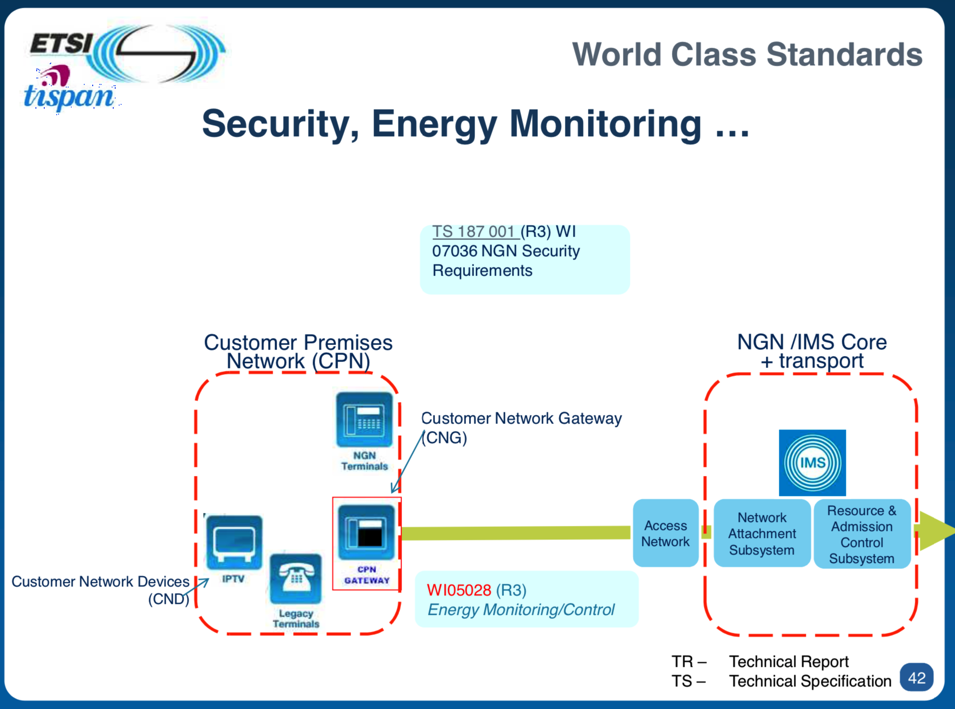 ETSI
tispan
World Class Standards
Security, Energy Monitoring …
TS 187 001 (R3) WI
07036 NGN Security
Requirements
Customer Premises
Network (CPN)
NGN /IMS Core
+ transport
NGN
Terminals
Customer Network Gateway
(CNG)
IMS
CPN
GATEWAY
IPTV
Legacy
Terminals
Customer Network Devices
(CND)
Access
Network
Network
Attachment
Subsystem
Resource &
Admission
Control
Subsystem
WI05028 (R3)
Energy Monitoring/Control
TR – Technical Report
TS – Technical Specification
42